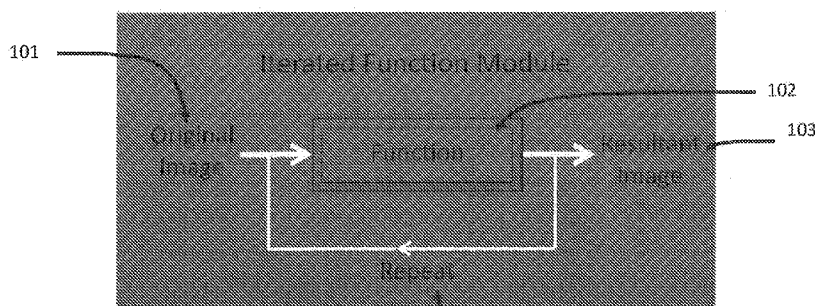 101
Iterated Function Module
102
Original
Image
Function
Resultant
Image
103
Repeat